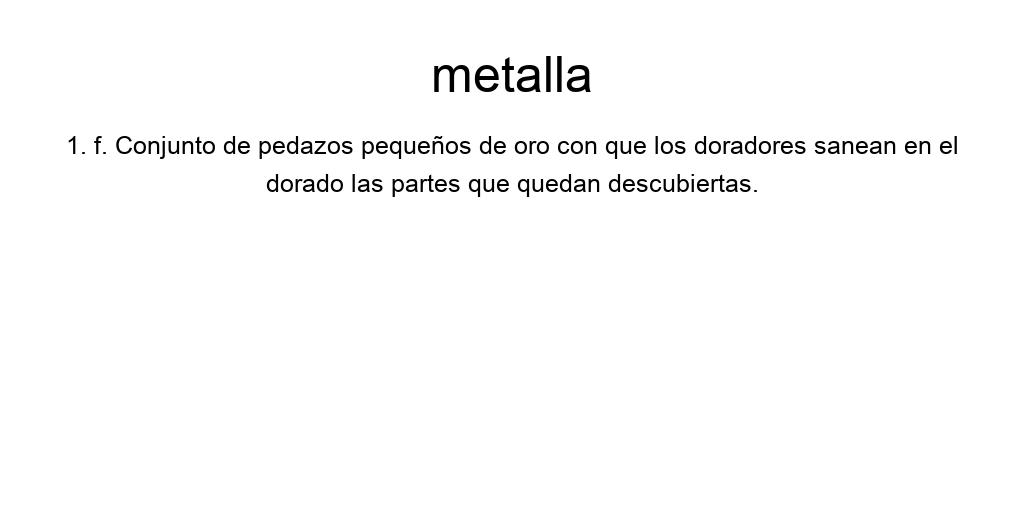 metalla
1. f. Conjunto de pedazos pequeños de oro con que los doradores sanean en el
dorado las partes que quedan descubiertas.